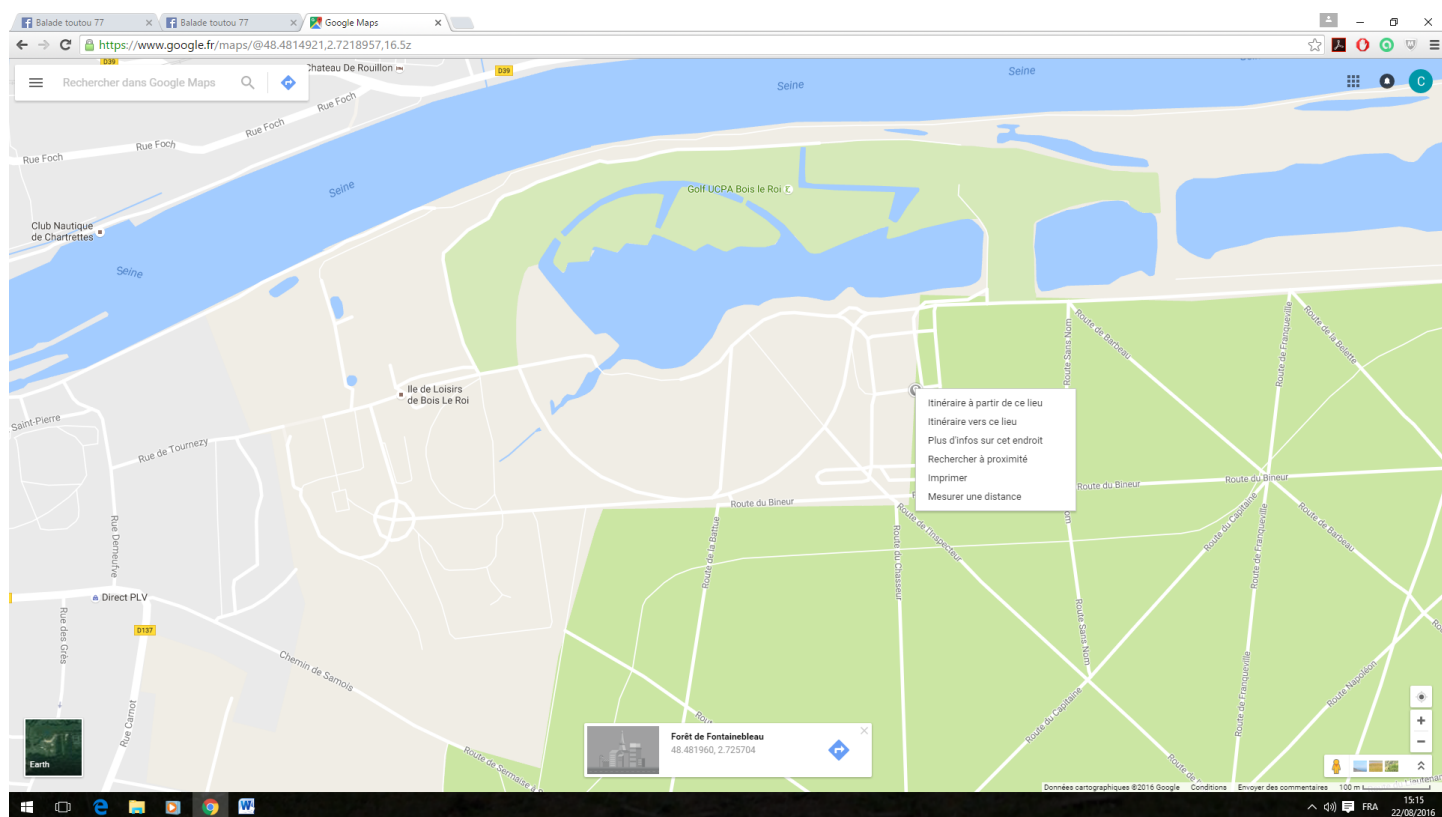 Balade toutou 77
Balade toutou 77
Google Maps
https://www.google.fr/maps/@48.4814921,2.7218957,16.5z
Rechercher dans Google Maps
D39
Chateau De Rouillon
D39
Seine
Seine
C
Rue Foch
Rue Foch
Rue Foch
Rue Foch
Seine
Golf UCPA Bois le Roi
Club Nautique
de Chartrettes
Seine
Route de Barbeau
Route Sans Nom
Route de Franqueville
Route de la Belette
Ile de Loisirs
de Bois Le Roi
Saint-Pierre
Rue de Tournezy
Itinéraire à partir de ce lieu
Itinéraire vers ce lieu
Plus d'infos sur cet endroit
Rechercher à proximité
Imprimer
Mesurer une distance
Route du Bineur
Route du Bineur
Route du Bineur
Rue Derneufve
Route de la Battue
Route du Chasseur
Route de l'Inspecteur
Route du Capitaine
Route de Franqueville
Route de Barbeau
Direct PLV
Rue des Grès
D137
Route Sans Nom
Chemin de Samois
Route de Franqueville
Route Napoléon
Rue Carnot
Route du Capitaine
Forêt de Fontainebleau
48.481960, 2.725704
Earth
Données cartographiques ©2016 Google
Conditions
Envoyer des commentaires
100 m
FRA
15:15
22/08/2016